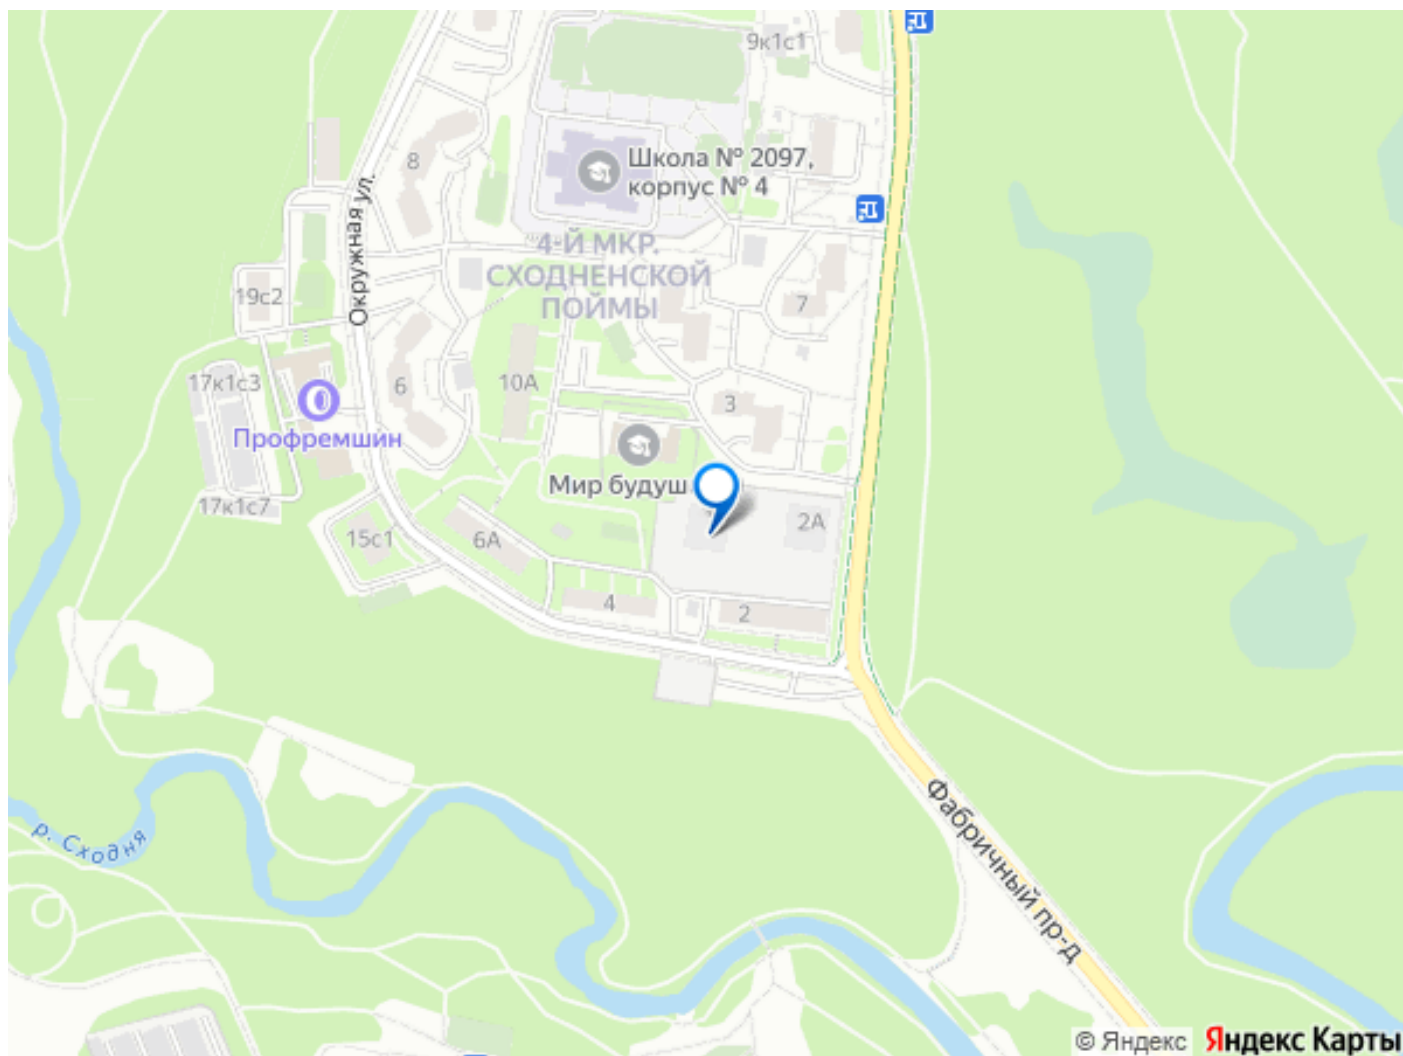 9к1с1
8
Школа № 2097,
корпус № 4
Окружная ул.
4-Й МКР.
СХОДНЕНСКОЙ
ПОЙМЫ
19с2
7
17к1с3
6
10А
3
Профремшин
Мир будущ
17к1с7
15с1
6А
2А
4
2
Фабричный пр-д
р. Сходня
© Яндекс Яндекс Карты